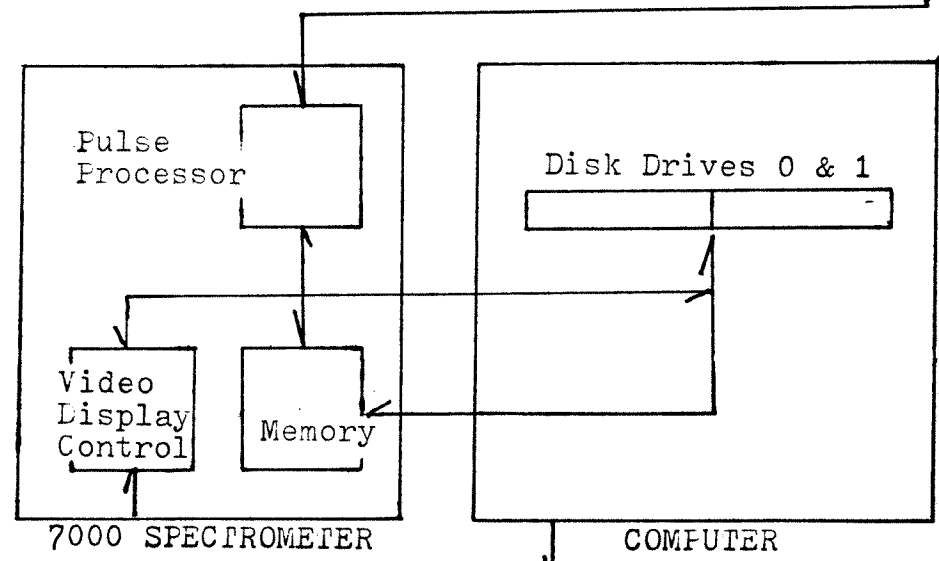 Pulse
Processor
Disk Drives 0 & 1
Video
Display
Control
Memory
7000 SPECTROMETER
COMPUTER